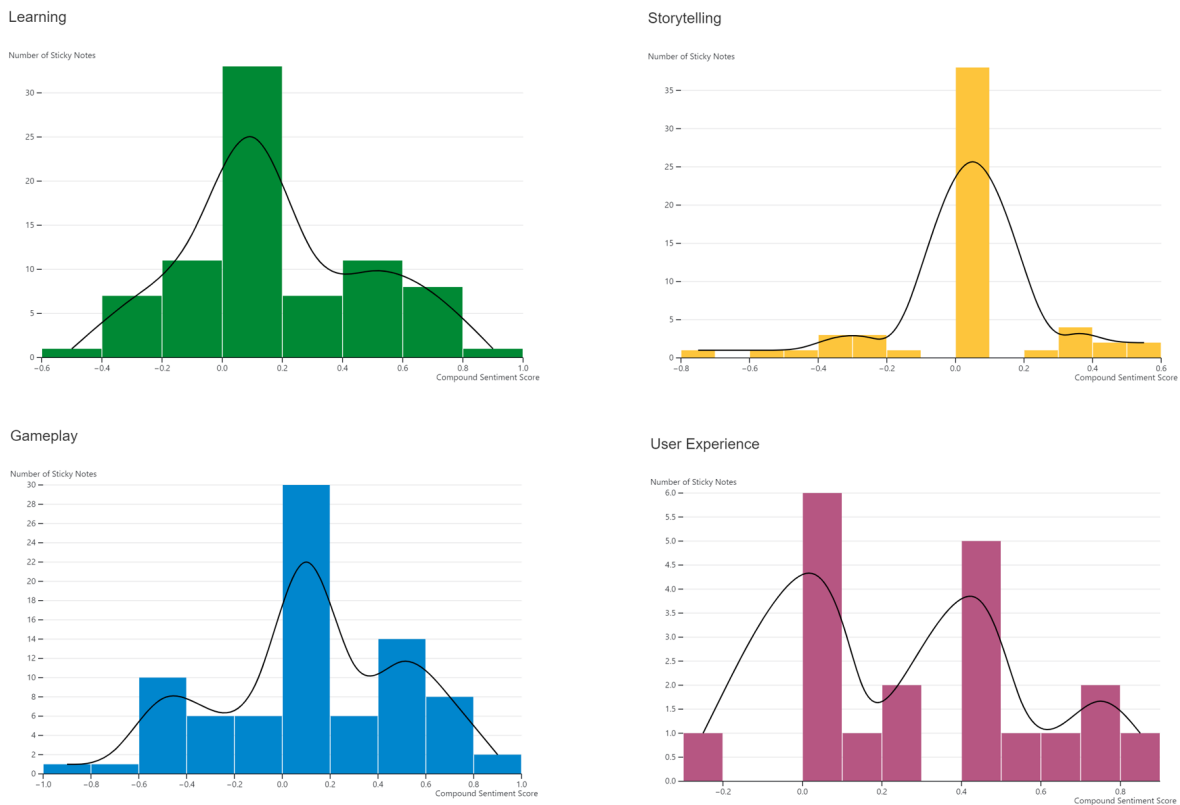 Learning
Number of Sticky Notes
30
25
20
15
10
5
0
−0.6 −0.4 −0.2 0.0 0.2 0.4 0.6 0.8 1.0
Compound Sentiment Score
Storytelling
Number of Sticky Notes
35
30
25
20
15
10
5
0
−0.8 −0.6 −0.4 −0.2 0.0 0.2 0.4 0.6
Compound Sentiment Score
Gameplay
Number of Sticky Notes
30
28
26
24
22
20
18
16
14
12
10
8
6
4
2
0
−1.0 −0.8 −0.6 −0.4 −0.2 0.0 0.2 0.4 0.6 0.8 1.0
Compound Sentiment Score
User Experience
Number of Sticky Notes
6.0
5.5
5.0
4.5
4.0
3.5
3.0
2.5
2.0
1.5
1.0
0.5
0.0
−0.2 0.0 0.2 0.4 0.6 0.8
Compound Sentiment Score